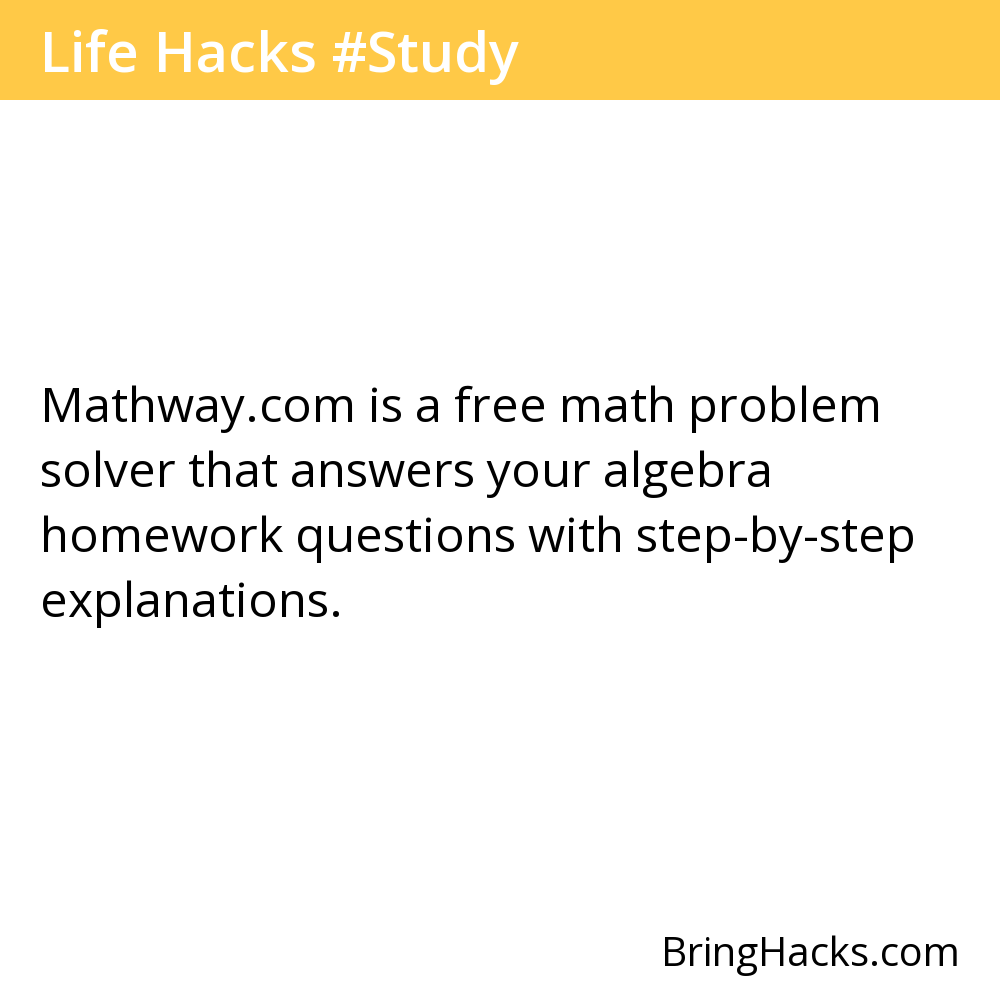 Life Hacks #Study
Mathway.com is a free math problem
solver that answers your algebra
homework questions with step-by-step
explanations.
BringHacks.com